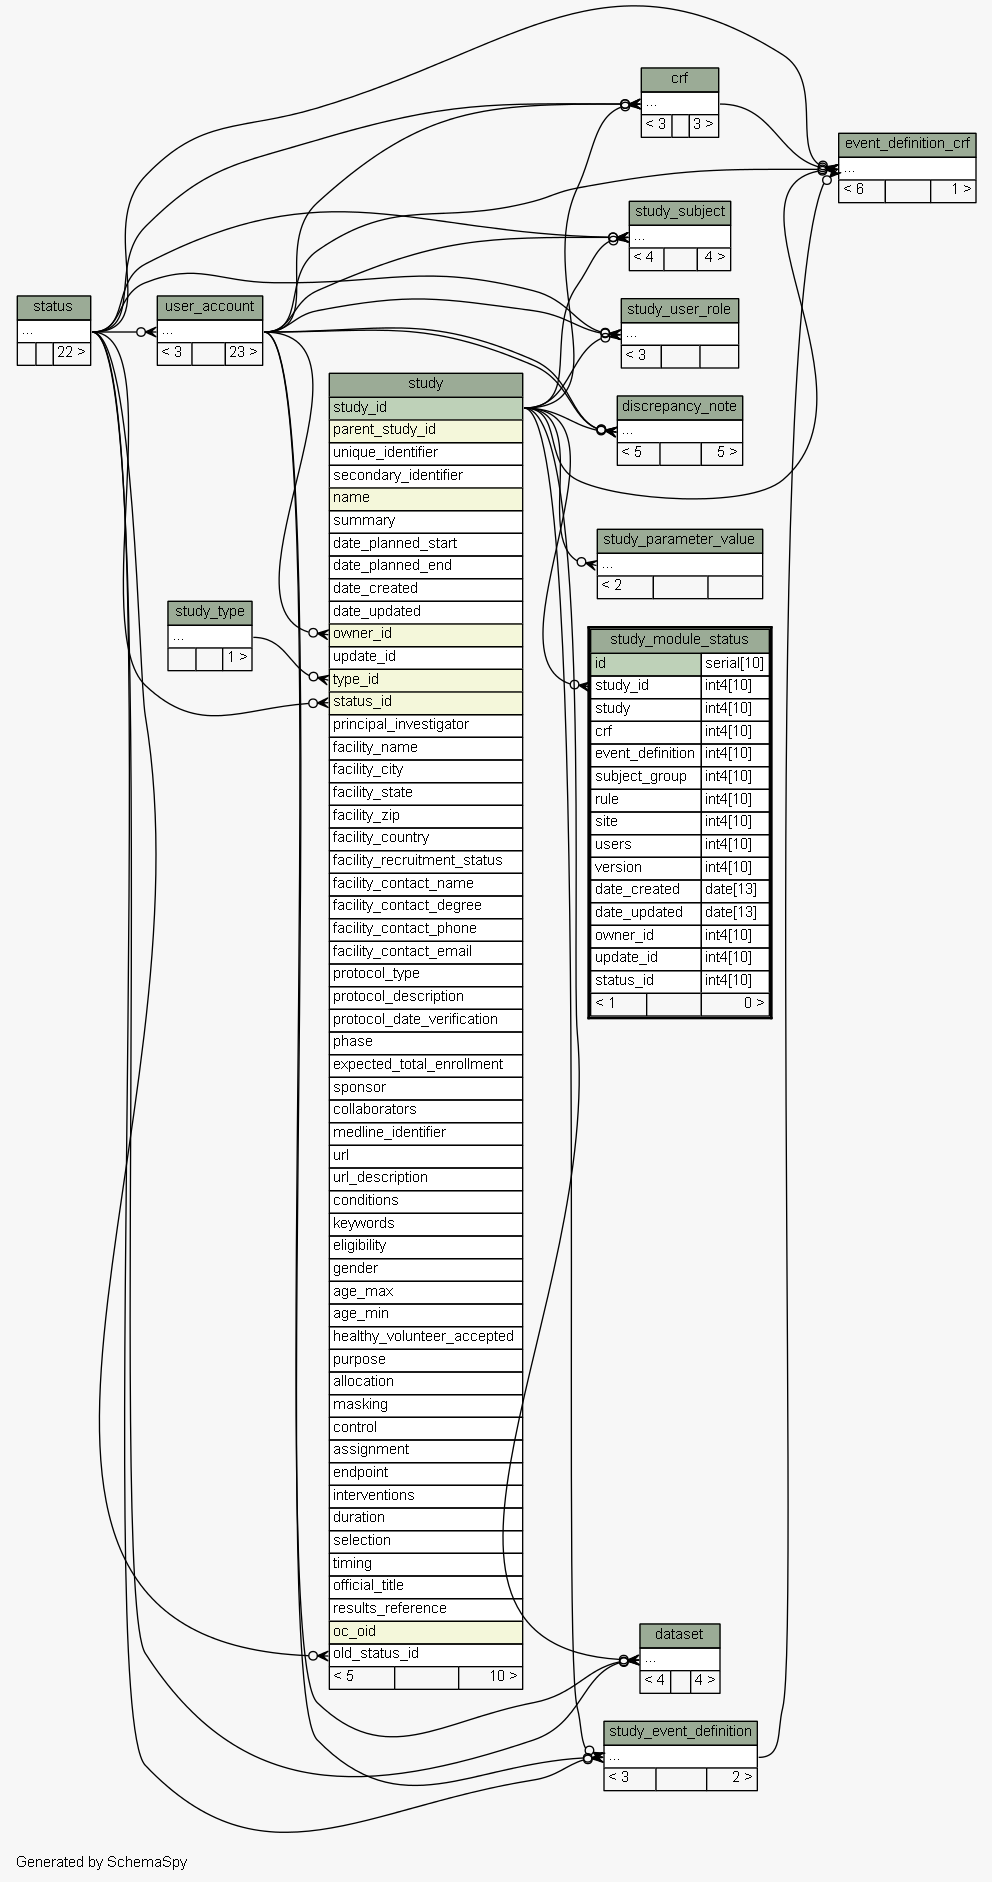 crf
...
< 3 3 >
event_definition_crf
...
< 6 1 >
study_subject
...
< 4 4 >
status
...
22 >
user_account
...
< 3 23 >
study_user_role
...
< 3
discrepancy_note
...
< 5 5 >
study_parameter_value
...
< 2
study_type
...
1 >
study
study_id
parent_study_id
unique_identifier
secondary_identifier
name
summary
date_planned_start
date_planned_end
date_created
date_updated
owner_id
update_id
type_id
status_id
principal_investigator
facility_name
facility_city
facility_state
facility_zip
facility_country
facility_recruitment_status
facility_contact_name
facility_contact_degree
facility_contact_phone
facility_contact_email
protocol_type
protocol_description
protocol_date_verification
phase
expected_total_enrollment
sponsor
collaborators
medline_identifier
url
url_description
conditions
keywords
eligibility
gender
age_max
age_min
healthy_volunteer_accepted
purpose
allocation
masking
control
assignment
endpoint
interventions
duration
selection
timing
official_title
results_reference
oc_oid
old_status_id
< 5 10 >
study_module_status
id serial[10]
study_id int4[10]
study int4[10]
crf int4[10]
event_definition int4[10]
subject_group int4[10]
rule int4[10]
site int4[10]
users int4[10]
version int4[10]
date_created date[13]
date_updated date[13]
owner_id int4[10]
update_id int4[10]
status_id int4[10]
< 1 0 >
dataset
...
< 4 4 >
study_event_definition
...
< 3 2 >
Generated by SchemaSpy